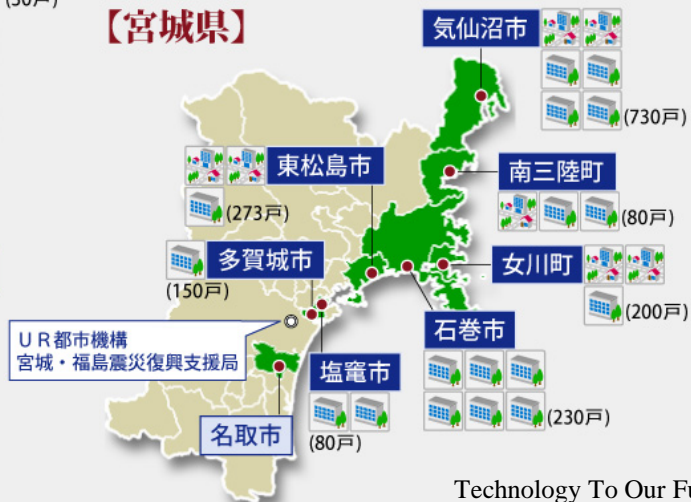 【宮城県】
気仙沼市
(730戸)
東松島市
(273戸)
南三陸町
(80戸)
多賀城市
(150戸)
女川町
(200戸)
UR都市機構
宮城・福島震災復興支援局
石巻市
(230戸)
塩竈市
(80戸)
名取市
Technology To Our Fu